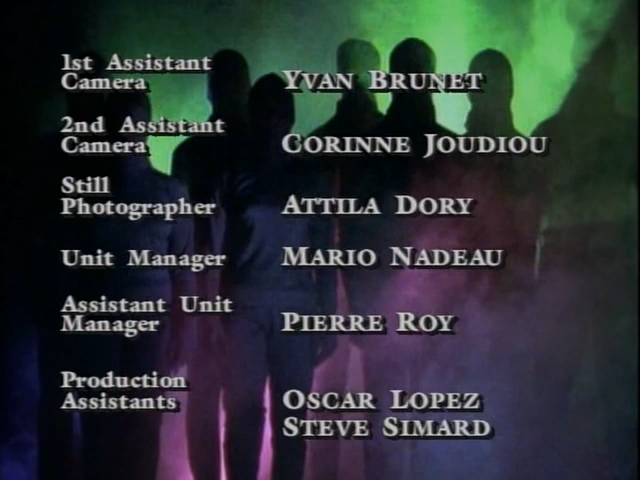 1st Assistant
Camera
YVAN BRUNET
2nd Assistant
Camera
CORINNE JOUDIOU
Still
Photographer
ATTILA DORY
Unit Manager
MARIO NADEAU
Assistant Unit
Manager
PIERRE ROY
Production
Assistants
OSCAR LOPEZ
STEVE SIMARD